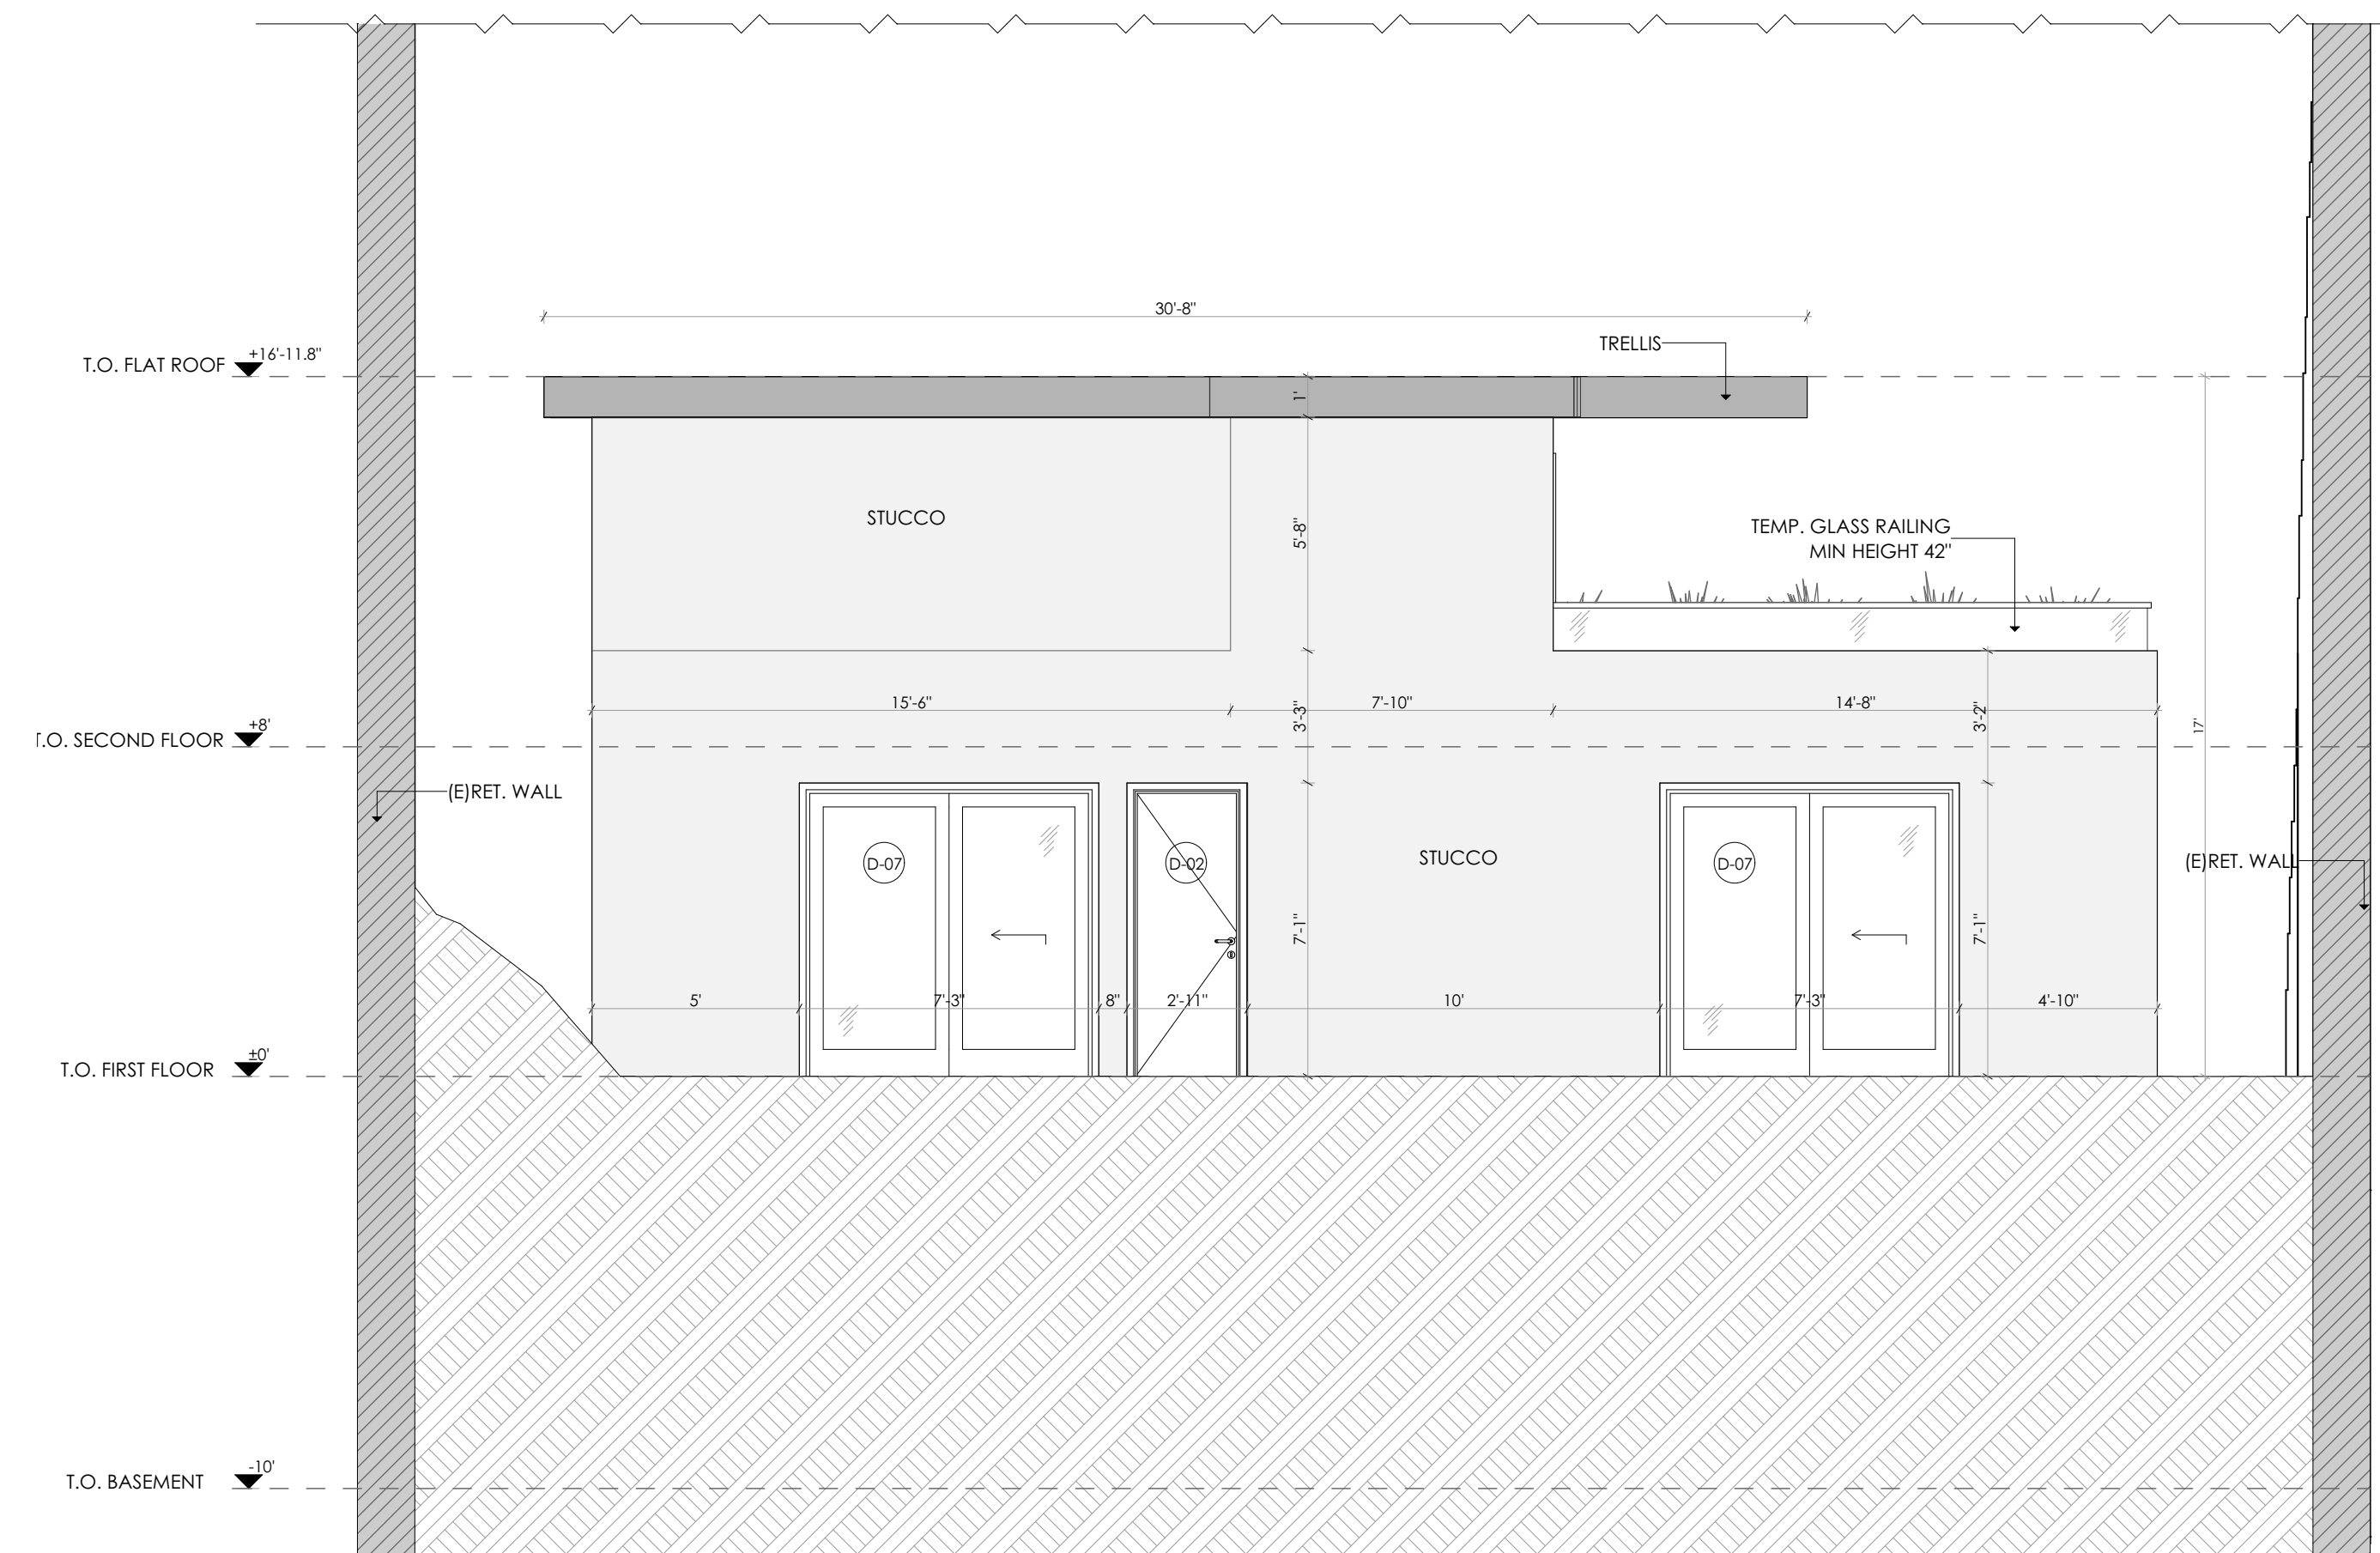 30'-8"
TRELLIS
+16'-11.8"
T.O. FLAT ROOF
1'
STUCCO
5'-8"
TEMP. GLASS RAILING
MIN HEIGHT 42"
15'-6"
7'-10"
14'-8"
3'-3"
3'-2"
17'
+8'
T.O. SECOND FLOOR
(E)RET. WALL
D-07
D-02
STUCCO
D-07
(E)RET. WALL
7'-1"
7'-1"
5'
7'-3"
8"
2'-11"
10'
7'-3"
4'-10"
±0'
T.O. FIRST FLOOR
-10'
T.O. BASEMENT